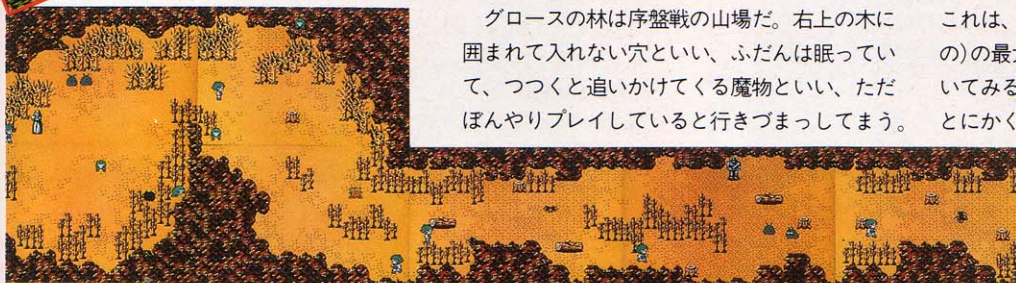 グロースの林は序盤戦の山場だ。右上の木に
囲まれて入れない穴といい、ふだんは眠ってい
て、つつくと追いかけてくる魔物といい、ただ
ぼんやりプレイしていると行きづまっしてまう。
これは、
の)の最
いてみる
とにかく